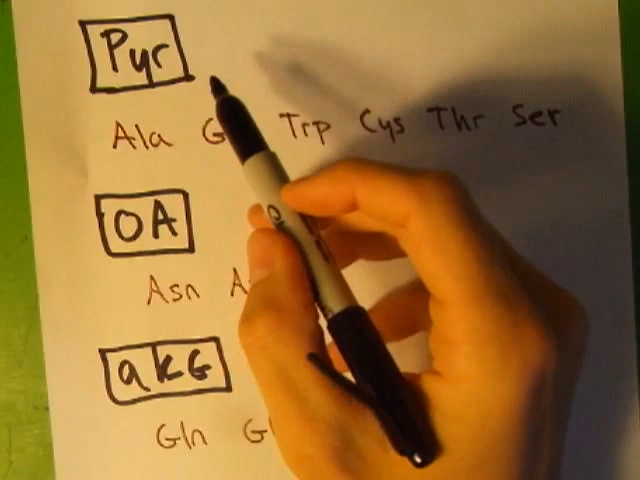 Pyr
Ala G Trp Cys Thr Ser
OA
Asn A
akG
Gln G